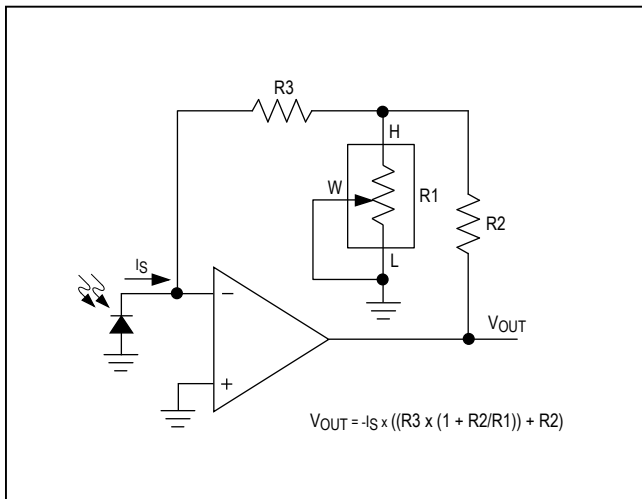 R3
H
W
R1
R2
L
IS
−
+
VOUT
VOUT = -IS x ((R3 x (1 + R2/R1)) + R2)